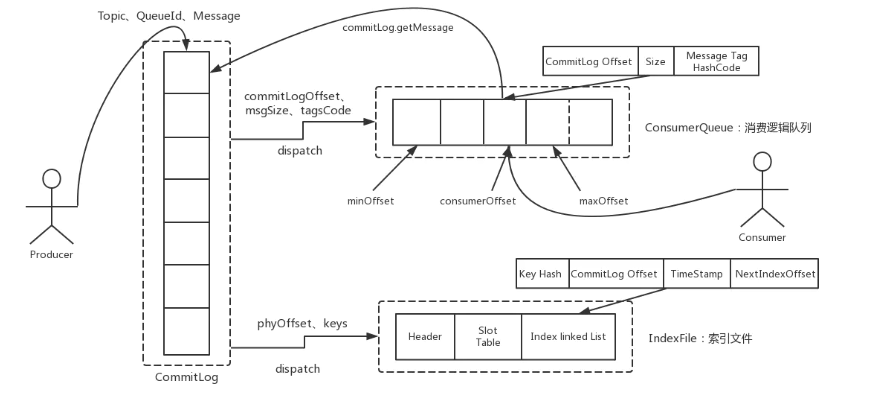 Topic、QueueId、Message
commitLog.getMessage
CommitLog Offset
Size
Message Tag
HashCode
commitLogOffset、
msgSize、tagsCode
dispatch
ConsumerQueue：消费逻辑队列
minOffset
consumerOffset
maxOffset
Producer
Consumer
Key Hash
CommitLog Offset
TimeStamp
NextIndexOffset
phyOffset、keys
dispatch
Header
Slot
Table
Index linked List
IndexFile：索引文件
CommitLog